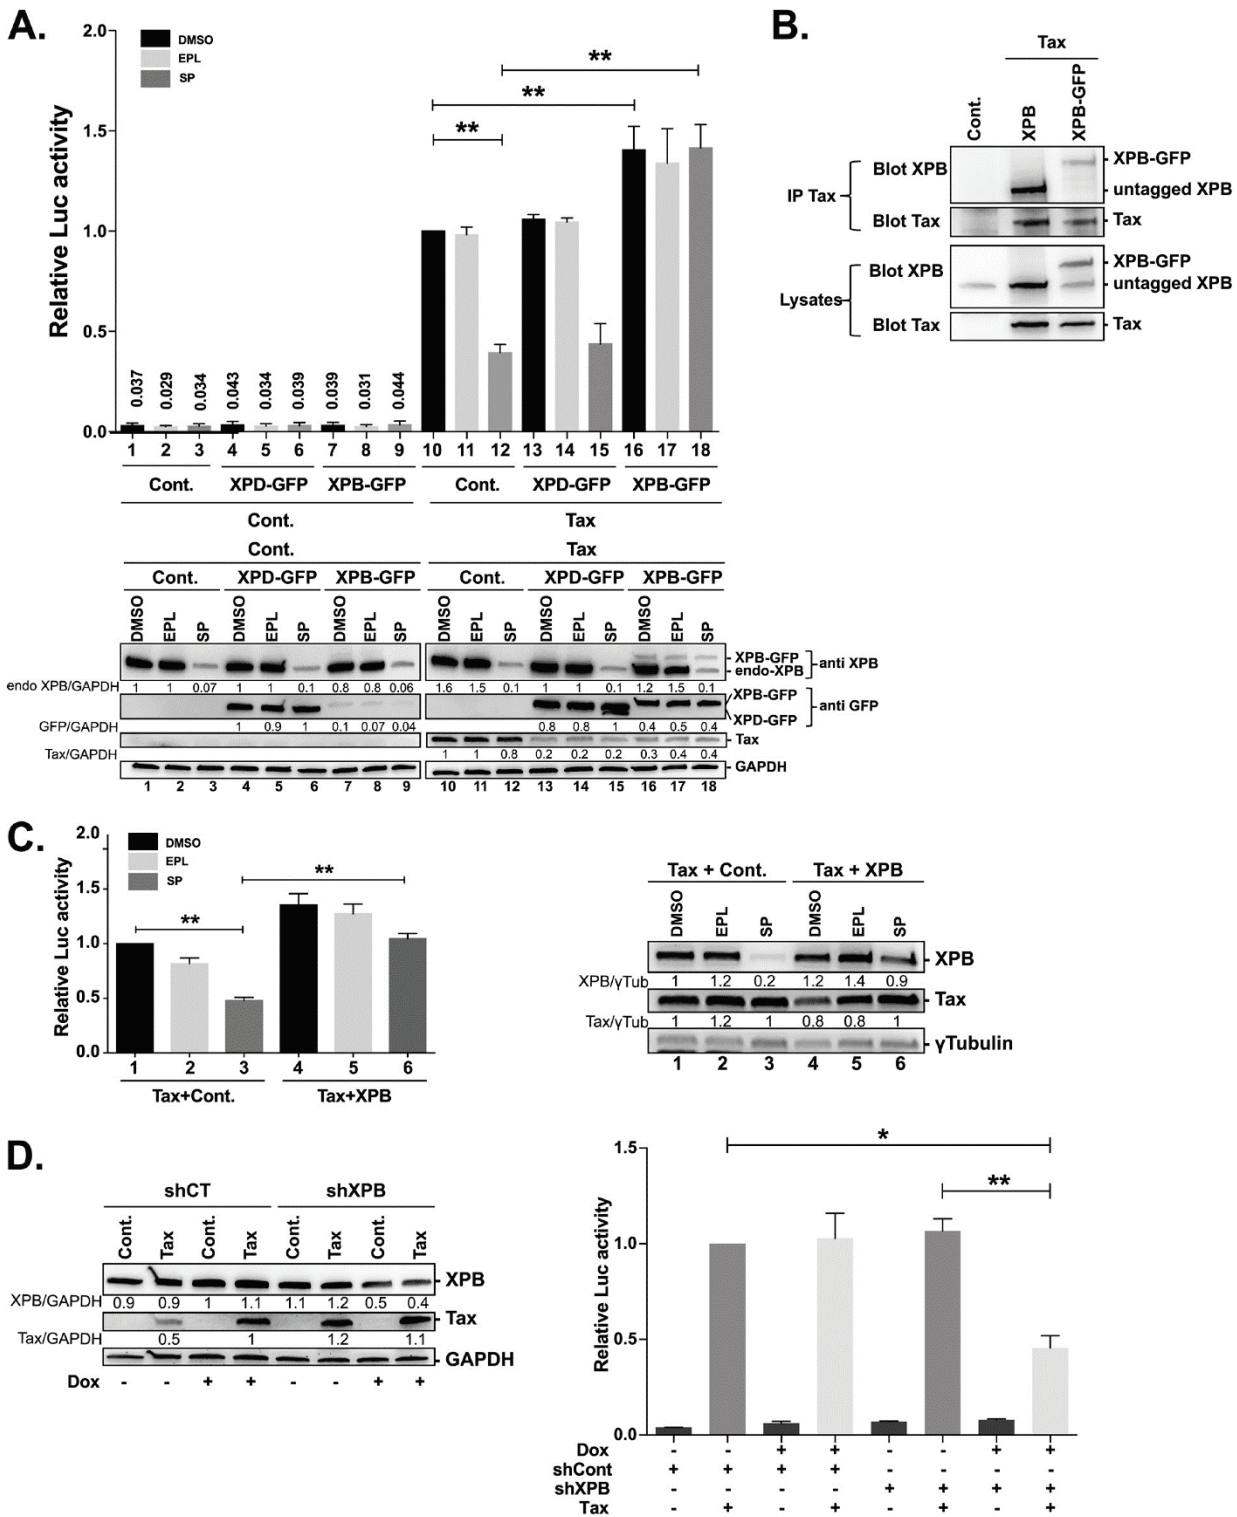 A.
2.0
1.5
1.0
0.5
0.0
Relative Luc activity
DMSO
EPL
SP
**
**
**
0.037
0.029
0.034
0.043
0.034
0.039
0.039
0.031
0.044
1 2 3 4 5 6 7 8 9 10 11 12 13 14 15 16 17 18
Cont. XPD-GFP XPB-GFP Cont. XPD-GFP XPB-GFP
Cont. Tax
Cont. Tax
Cont. XPD-GFP XPB-GFP Cont. XPD-GFP XPB-GFP
DMSO EPL SP DMSO EPL SP DMSO EPL SP DMSO EPL SP DMSO EPL SP DMSO EPL SP
XPB-GFP
endo-XPB
anti XPB
endo XPB/GAPDH 1 1 0.07 1 1 0.1 0.8 0.8 0.06 1.6 1.5 0.1 1 1 0.1 1.2 1.5 0.1
XPB-GFP
XPD-GFP
anti GFP
GFP/GAPDH 1 0.9 1 0.1 0.07 0.04 0.8 0.8 1 0.4 0.5 0.4
Tax
Tax/GAPDH 1 1 0.8 0.2 0.2 0.2 0.3 0.4 0.4
GAPDH
1 2 3 4 5 6 7 8 9 10 11 12 13 14 15 16 17 18
B.
Tax
Cont. XPB XPB-GFP
IP Tax
Blot XPB
XPB-GFP
untagged XPB
Blot Tax
Tax
Lysates
Blot XPB
XPB-GFP
untagged XPB
Blot Tax
Tax
C.
2.0
1.5
1.0
0.5
0.0
Relative Luc activity
DMSO
EPL
SP
**
**
1 2 3 4 5 6
Tax+Cont. Tax+XPB
Tax + Cont. Tax + XPB
DMSO EPL SP DMSO EPL SP
XPB
XPB/γTub 1 1.2 0.2 1.2 1.4 0.9
Tax
Tax/γTub 1 1.2 1 0.8 0.8 1
γTubulin
1 2 3 4 5 6
D.
shCT shXPB
Cont. Tax Cont. Tax Cont. Tax Cont. Tax
XPB
XPB/GAPDH 0.9 0.9 1 1.1 1.1 1.2 0.5 0.4
Tax
Tax/GAPDH 0.5 1 1.2 1.1
GAPDH
Dox - - + + - - + +
1.5
1.0
0.5
0.0
Relative Luc activity
*
**
Dox - - + + - - + +
shCont + + + + - - - -
shXPB - - - - + + + +
Tax - + - + - + - +